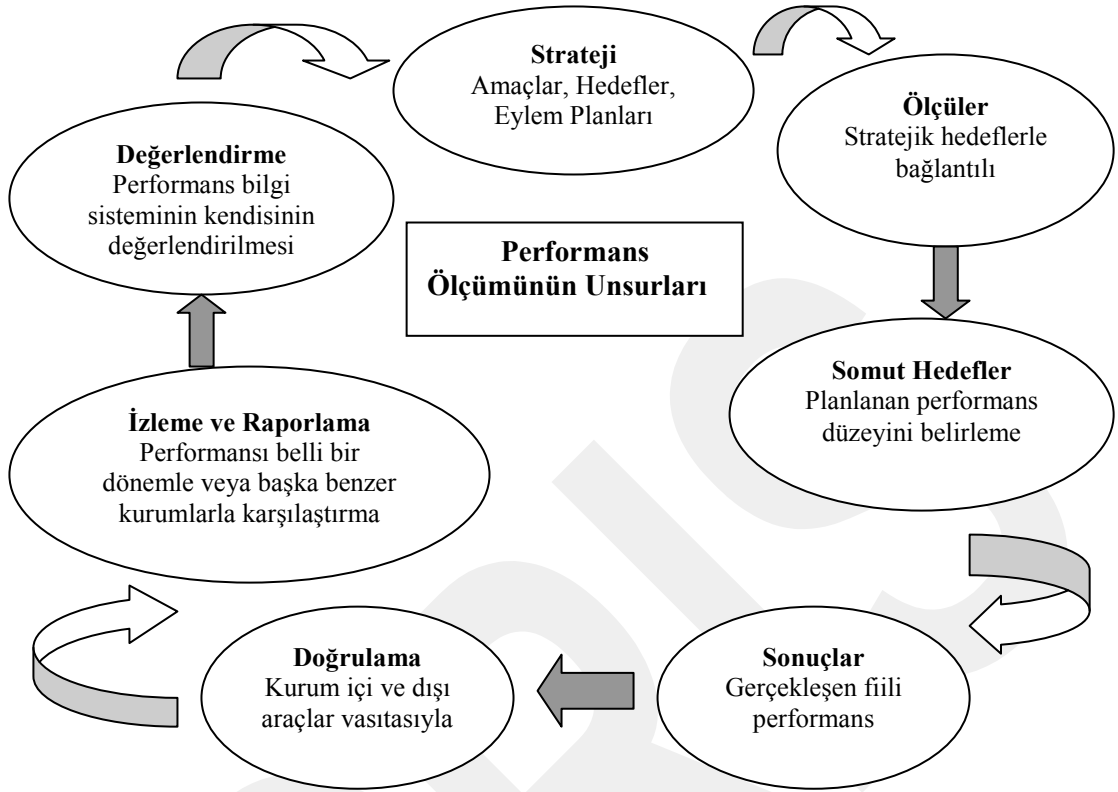 Strateji
Amaçlar, Hedefler,
Eylem Planları
Ölçüler
Stratejik hedeflerle
bağlantılı
Değerlendirme
Performans bilgi
sisteminin kendisinin
değerlendirilmesi
Performans
Ölçümünün Unsurları
Somut Hedefler
Planlanan performans
düzeyini belirleme
İzleme ve Raporlama
Performansı belli bir
dönemle veya başka benzer
kurumlarla karşılaştırma
Doğrulama
Kurum içi ve dışı
araçlar vasıtasıyla
Sonuçlar
Gerçekleşen fiili
performans